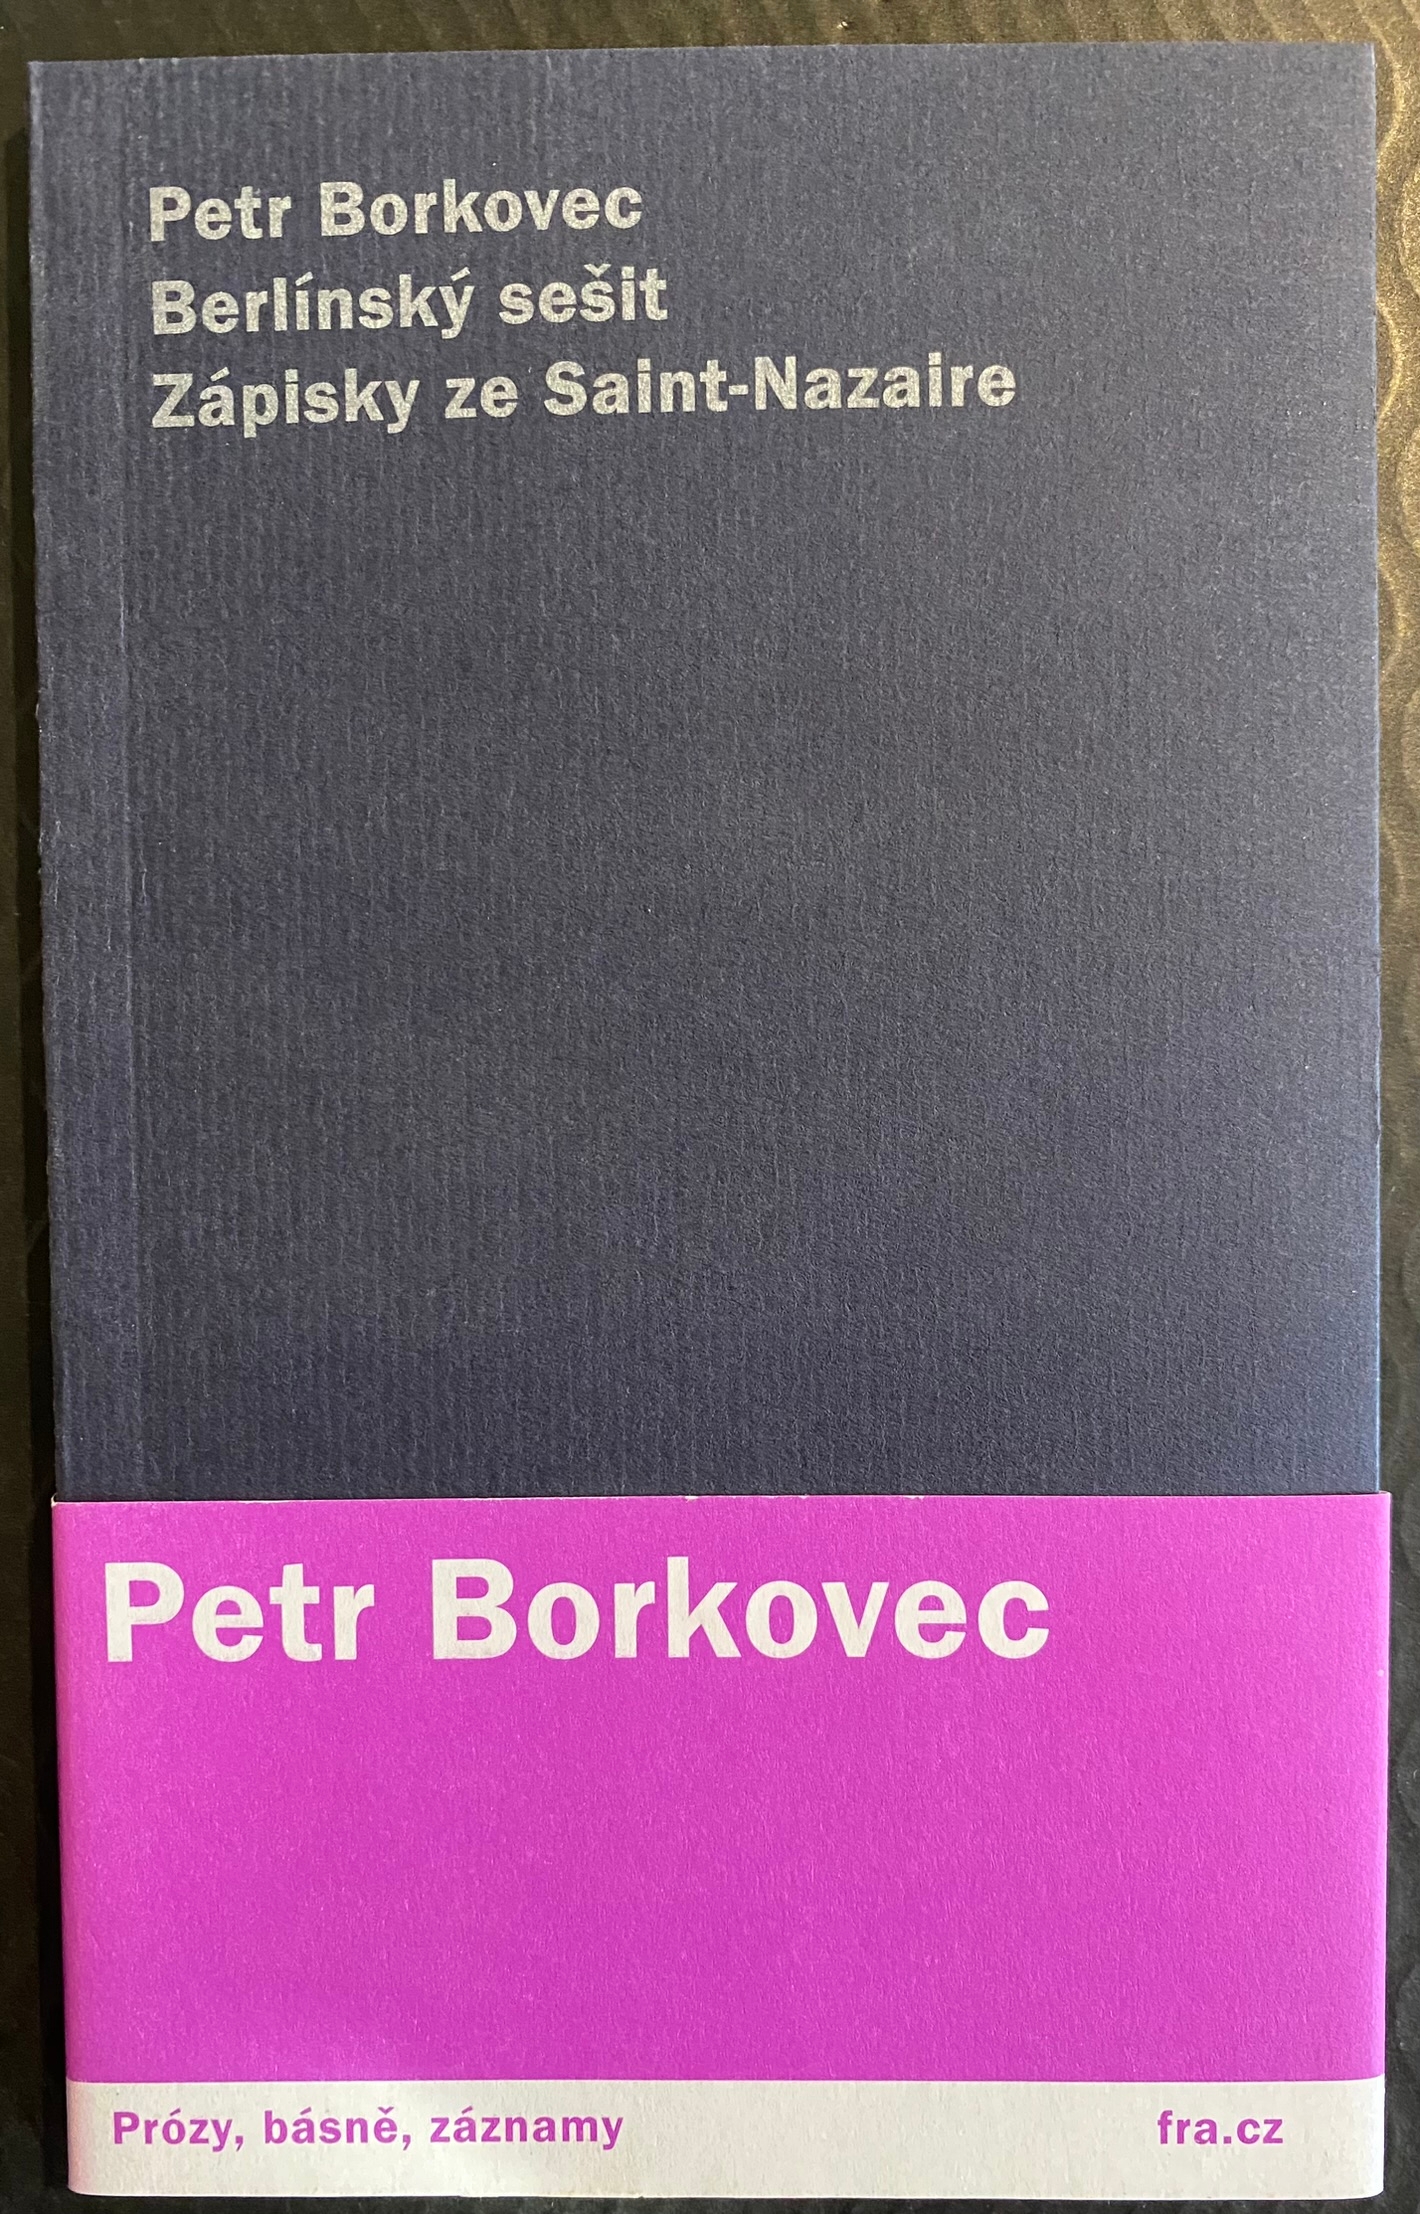 Petr Borkovec
Berlínský sešit
Zápisky ze Saint-Nazaire
Petr Borkovec
Prózy, básně, záznamy
fra.cz